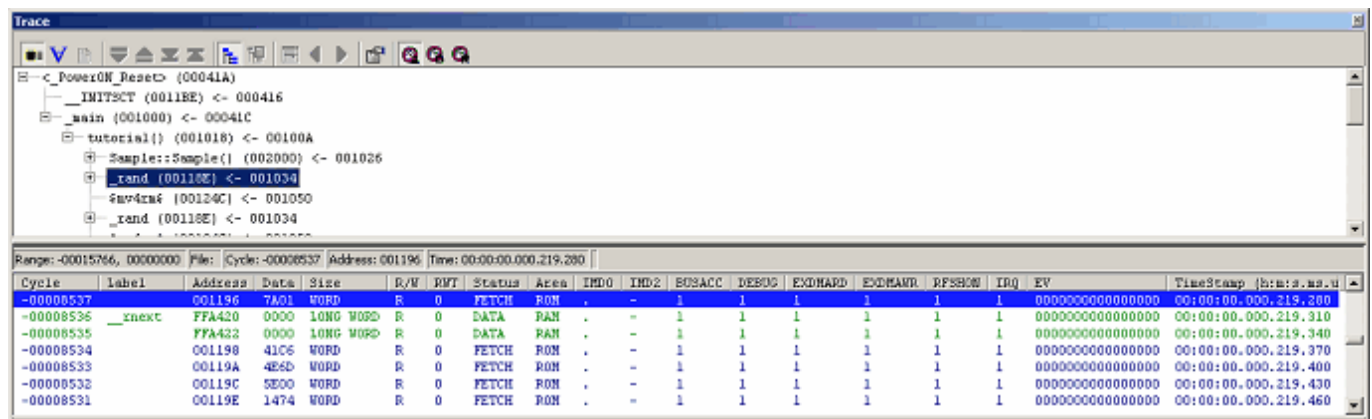 Trace
<_PowerON_Reset> (00041A)
__INITSCT (0011BE) <- 000416
_main (001000) <- 00041C
tutorial() (001018) <- 00100A
Sample::Sample() (002000) <- 001026
_rand (00118E) <- 001034
$mv4rm$ (00124C) <- 001050
_rand (00118E) <- 001034
Range: -00015766, 00000000 File: Cycle: -00008537 Address: 001196 Time: 00:00:00.000.219.280
Cycle Label Address Data Size R/W RWT Status Area IMD0 IMD2 BUSACC DEBUG EXDMARD EXDMAWR RFSHON IRQ EV TimeStamp (h:m:s.ms.u
-00008537 001196 7A01 WORD R 0 FETCH ROM . - 1 1 1 1 1 1 0000000000000000 00:00:00.000.219.280
-00008536 __rnext FFA420 0000 LONG WORD R 0 DATA RAM . - 1 1 1 1 1 1 0000000000000000 00:00:00.000.219.310
-00008535 FFA422 0000 LONG WORD R 0 DATA RAM . - 1 1 1 1 1 1 0000000000000000 00:00:00.000.219.340
-00008534 001198 41C6 WORD R 0 FETCH ROM . - 1 1 1 1 1 1 0000000000000000 00:00:00.000.219.370
-00008533 00119A 4E6D WORD R 0 FETCH ROM . - 1 1 1 1 1 1 0000000000000000 00:00:00.000.219.400
-00008532 00119C 5E00 WORD R 0 FETCH ROM . - 1 1 1 1 1 1 0000000000000000 00:00:00.000.219.430
-00008531 00119E 1474 WORD R 0 FETCH ROM . - 1 1 1 1 1 1 0000000000000000 00:00:00.000.219.460